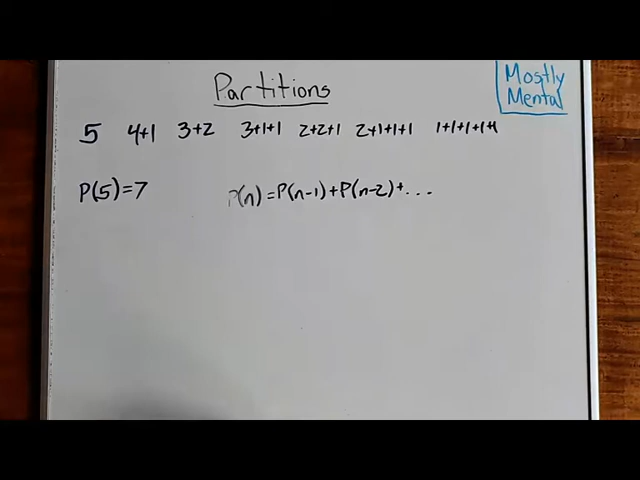 Partitions
Mostly
Mental
5 4+1 3+2 3+1+1 2+2+1 2+1+1+1 1+1+1+1+1
P(5)=7 P(n)=P(n-1)+P(n-2)+...